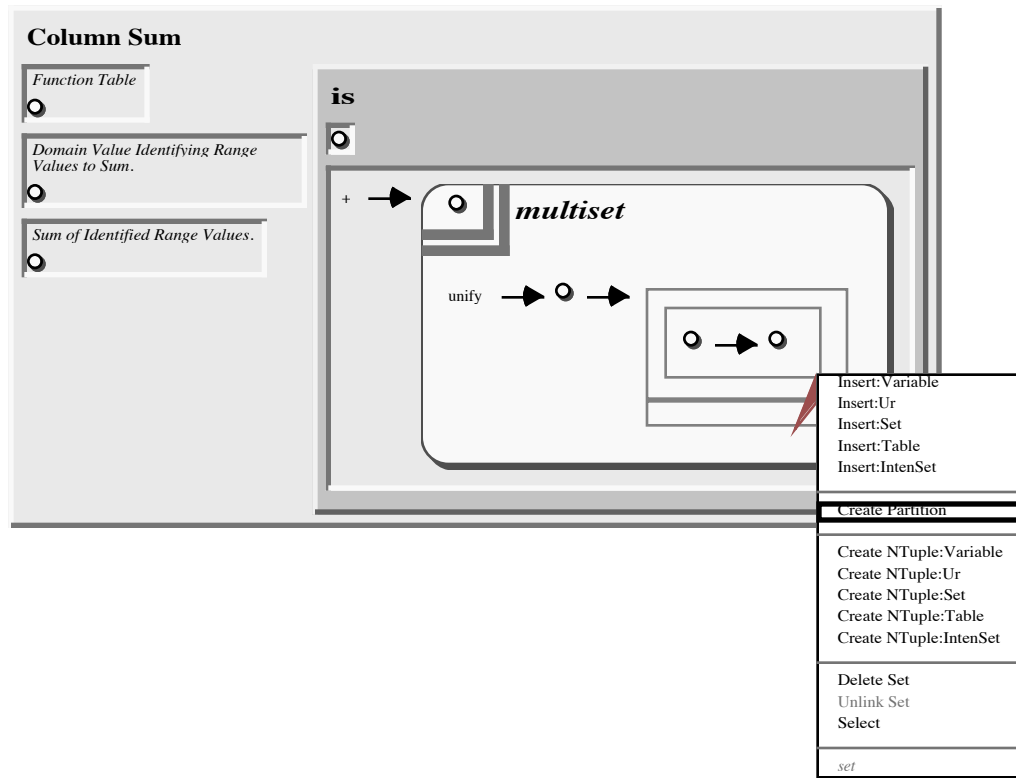 Column Sum
Function Table
Domain Value Identifying Range
Values to Sum.
Sum of Identified Range Values.
is
+
multiset
unify
Insert:Variable
Insert:Ur
Insert:Set
Insert:Table
Insert:IntenSet
Create Partition
Create NTuple:Variable
Create NTuple:Ur
Create NTuple:Set
Create NTuple:Table
Create NTuple:IntenSet
Delete Set
Unlink Set
Select
set